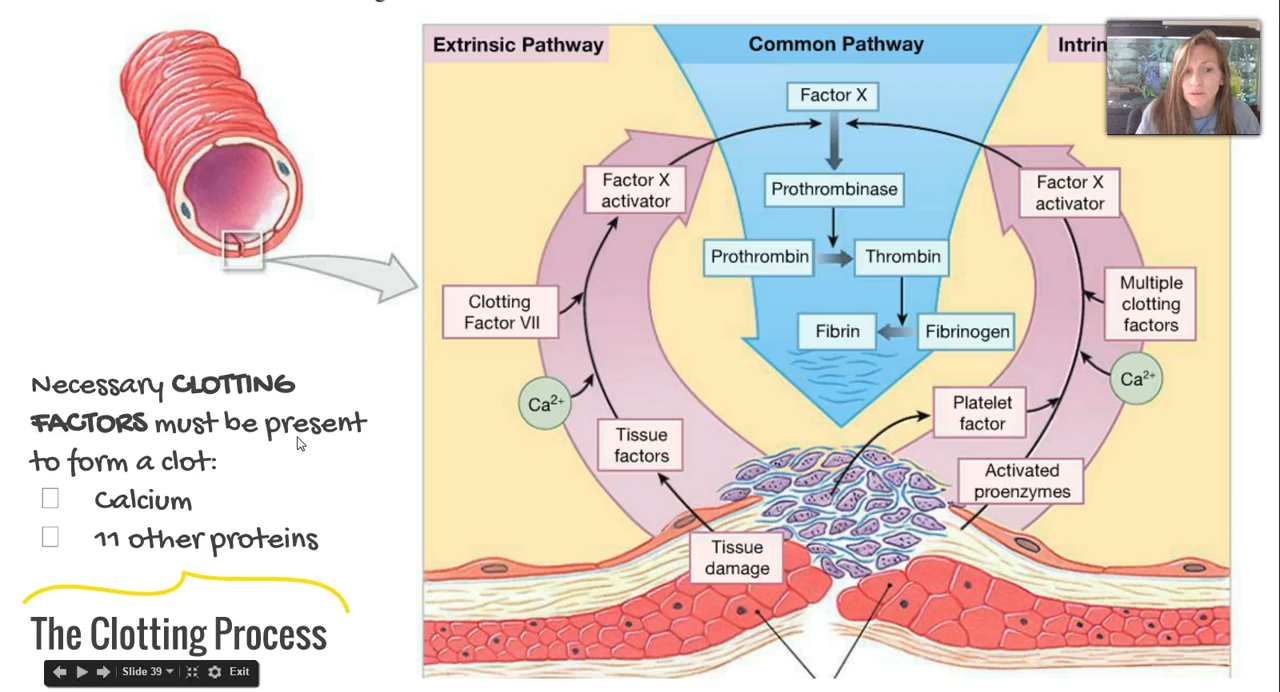 Extrinsic Pathway
Common Pathway
Intrin
Factor X
Factor X
activator
Prothrombinase
Factor X
activator
Prothrombin
Thrombin
Clotting
Factor VII
Multiple
clotting
factors
Fibrin
Fibrinogen
Ca²⁺
Ca²⁺
Tissue
factors
Platelet
factor
Activated
proenzymes
Tissue
damage
Necessary CLOTTING
FACTORS must be present
to form a clot:
Calcium
11 other proteins
The Clotting Process
Slide 39
Exit